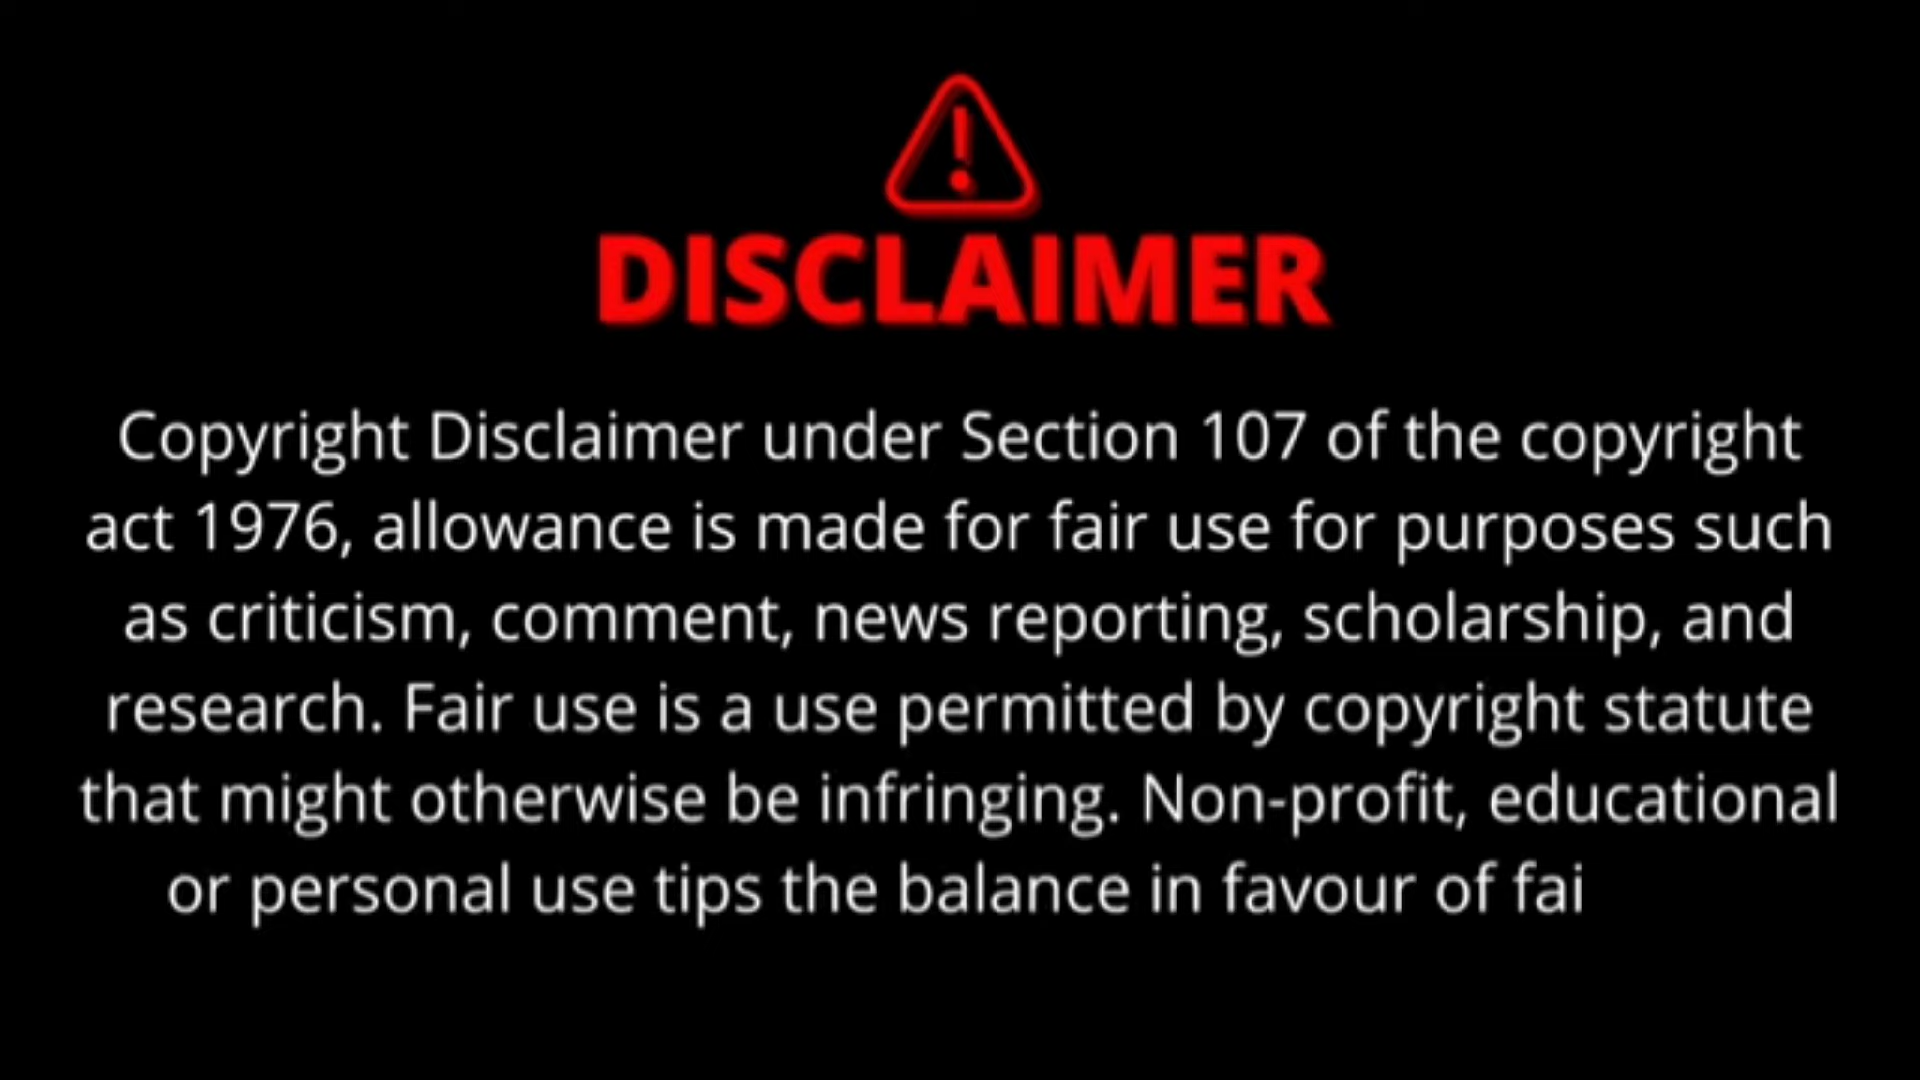 DISCLAIMER
Copyright Disclaimer under Section 107 of the copyright
act 1976, allowance is made for fair use for purposes such
as criticism, comment, news reporting, scholarship, and
research. Fair use is a use permitted by copyright statute
that might otherwise be infringing. Non-profit, educational
or personal use tips the balance in favour of fai